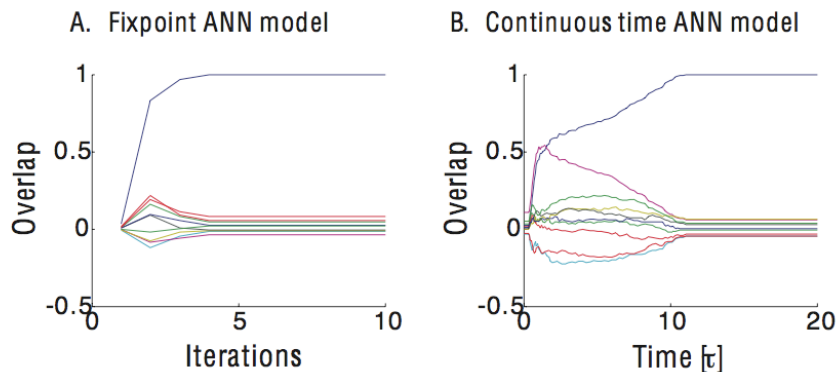 A. Fixpoint ANN model
B. Continuous time ANN model
1
0.5
0
-0.5
0
5
10
Overlap
Iterations
1
0.5
0
-0.5
0
10
20
Overlap
Time [τ]